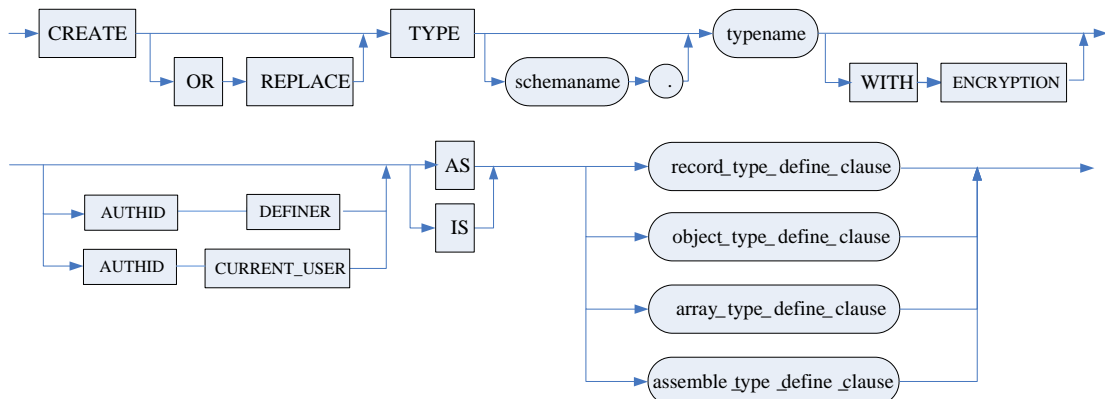 CREATE TYPE typename
OR REPLACE schemaname . WITH ENCRYPTION
AS record_type_define_clause
AUTHID DEFINER IS object_type_define_clause
AUTHID CURRENT_USER
array_type_define_clause
assemble_type_define_clause